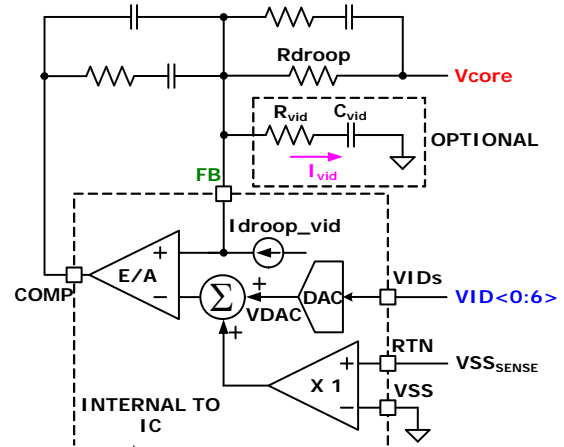 Rdroop
Vcore
Rvid
Cvid
OPTIONAL
Ivid
FB
Idroop_vid
+
E/A
−
COMP
Σ
+
+
VDAC
DAC
VIDs
VID<0:6>
RTN
+
VSSSENSE
X 1
VSS
−
INTERNAL TO
IC